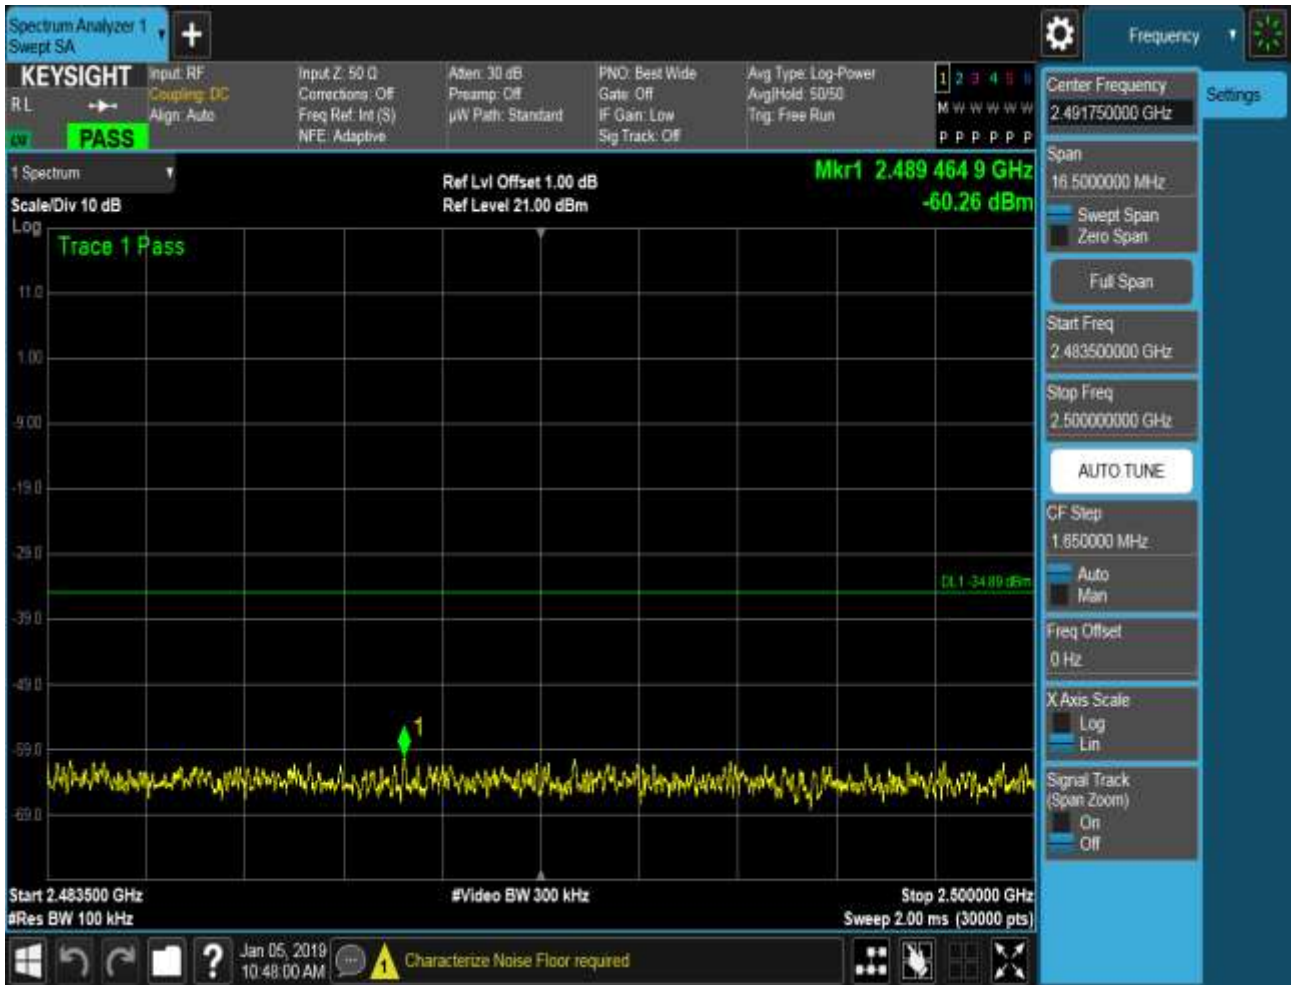 Spectrum Analyzer 1
Swept SA
Frequency
KEYSIGHT
R L
PASS
Input: RF
Coupling: DC
Align: Auto
Input Z: 50 Ω
Corrections: Off
Freq Ref: Int (S)
NFE: Adaptive
Atten: 30 dB
Preamp: Off
µW Path: Standard
PNO: Best Wide
Gate: Off
IF Gain: Low
Sig Track: Off
Avg Type: Log-Power
Avg|Hold: 50/50
Trig: Free Run
1 2 3 4 5 6
M W W W W W
P P P P P P
1 Spectrum
Scale/Div 10 dB
Ref Lvl Offset 1.00 dB
Ref Level 21.00 dBm
Mkr1 2.489 464 9 GHz
-60.26 dBm
Log
Trace 1 Pass
11.0
1.00
-9.00
-19.0
-29.0
DL1 -34.89 dBm
-39.0
-49.0
1
-59.0
-69.0
Start 2.483500 GHz
#Video BW 300 kHz
Stop 2.500000 GHz
#Res BW 100 kHz
Sweep 2.00 ms (30000 pts)
Center Frequency
2.491750000 GHz
Settings
Span
16.5000000 MHz
Swept Span
Zero Span
Full Span
Start Freq
2.483500000 GHz
Stop Freq
2.500000000 GHz
AUTO TUNE
CF Step
1.650000 MHz
Auto
Man
Freq Offset
0 Hz
X Axis Scale
Log
Lin
Signal Track
(Span Zoom)
On
Off
?
Jan 05, 2019
10:48:00 AM
1
Characterize Noise Floor required